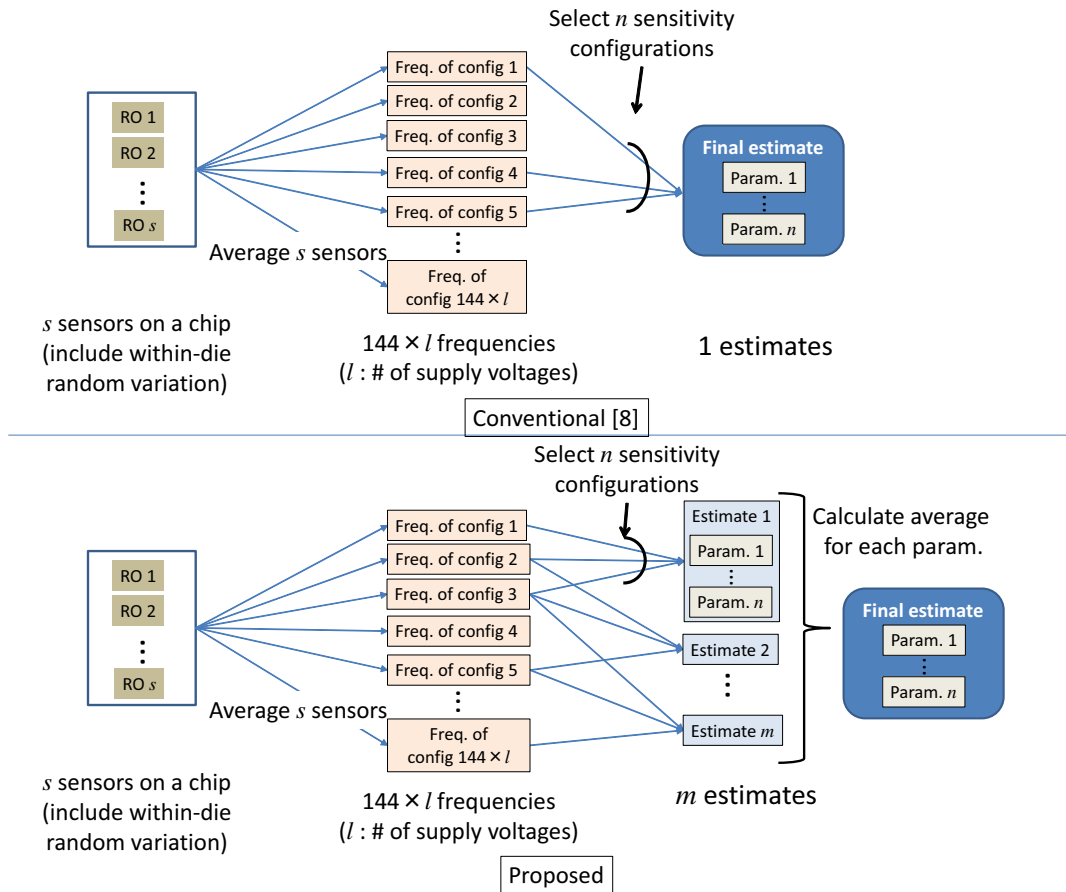 Select n sensitivity
configurations
Freq. of config 1
Freq. of config 2
Freq. of config 3
Freq. of config 4
Freq. of config 5
Freq. of
config 144 × l
RO 1
RO 2
RO s
Average s sensors
Final estimate
Param. 1
Param. n
s sensors on a chip
(include within-die
random variation)
144 × l frequencies
(l : # of supply voltages)
1 estimates
Conventional [8]
Select n sensitivity
configurations
Freq. of config 1
Freq. of config 2
Freq. of config 3
Freq. of config 4
Freq. of config 5
Freq. of
config 144 × l
RO 1
RO 2
RO s
Average s sensors
Estimate 1
Param. 1
Param. n
Estimate 2
Estimate m
Calculate average
for each param.
Final estimate
Param. 1
Param. n
s sensors on a chip
(include within-die
random variation)
144 × l frequencies
(l : # of supply voltages)
m estimates
Proposed